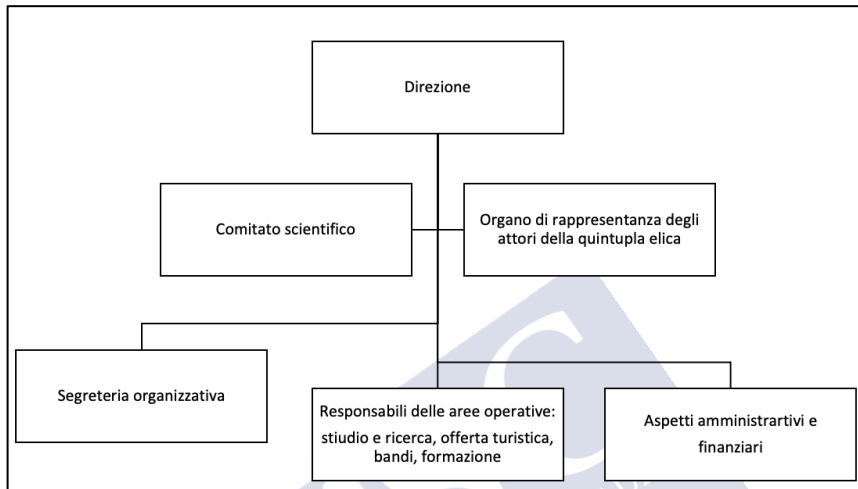 Direzione
Comitato scientifico
Organo di rappresentanza degli
attori della quintupla elica
Segreteria organizzativa
Responsabili delle aree operative:
stiudio e ricerca, offerta turistica,
bandi, formazione
Aspetti amministrartivi e
finanziari